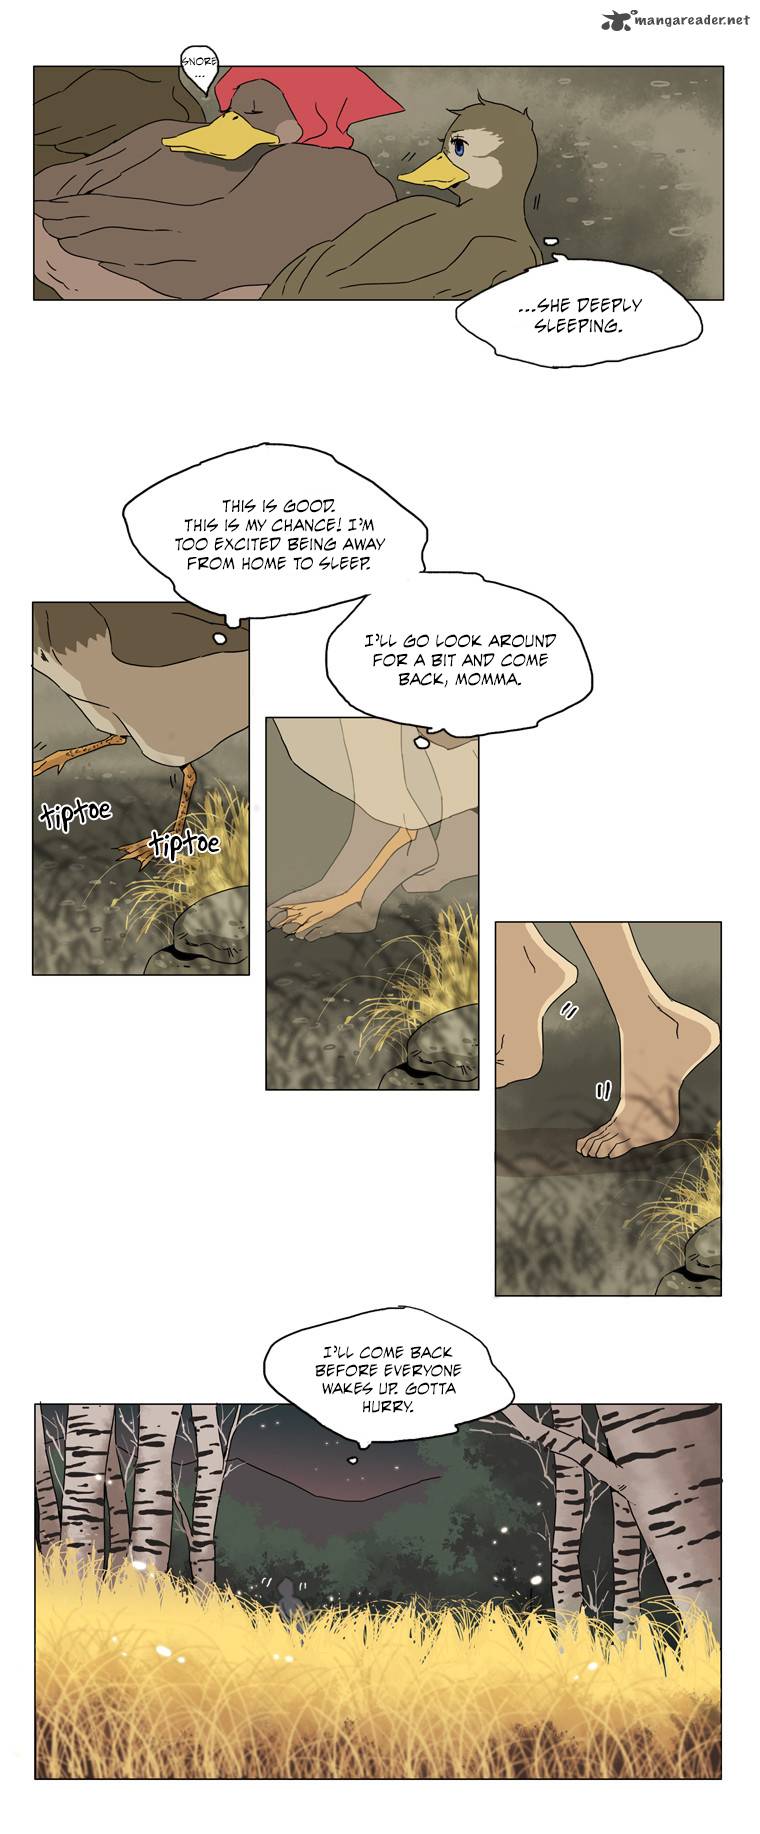 mangareader.net
SNORE
...
...SHE DEEPLY
SLEEPING.
THIS IS GOOD.
THIS IS MY CHANCE! I'M
TOO EXCITED BEING AWAY
FROM HOME TO SLEEP.
I'LL GO LOOK AROUND
FOR A BIT AND COME
BACK, MOMMA.
tiptoe
tiptoe
I'LL COME BACK
BEFORE EVERYONE
WAKES UP. GOTTA
HURRY.